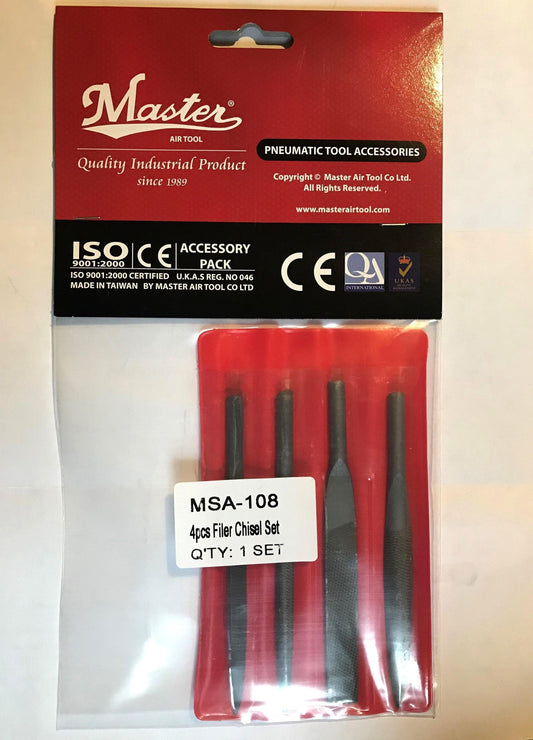 Master®
AIR TOOL
Quality Industrial Product
since 1989
PNEUMATIC TOOL ACCESSORIES
Copyright © Master Air Tool Co Ltd.
All Rights Reserved.
www.masterairtool.com
ISO
9001:2000
CE
ACCESSORY
PACK
ISO 9001:2000 CERTIFIED U.K.A.S REG. NO 046
MADE IN TAIWAN BY MASTER AIR TOOL CO LTD
CE
QA
INTERNATIONAL
UKAS
MSA-108
4pcs Filer Chisel Set
Q'TY: 1 SET